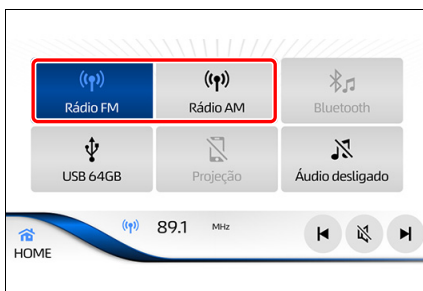 Rádio FM
Rádio AM
Bluetooth
USB 64GB
Projeção
Áudio desligado
HOME
89.1 MHz